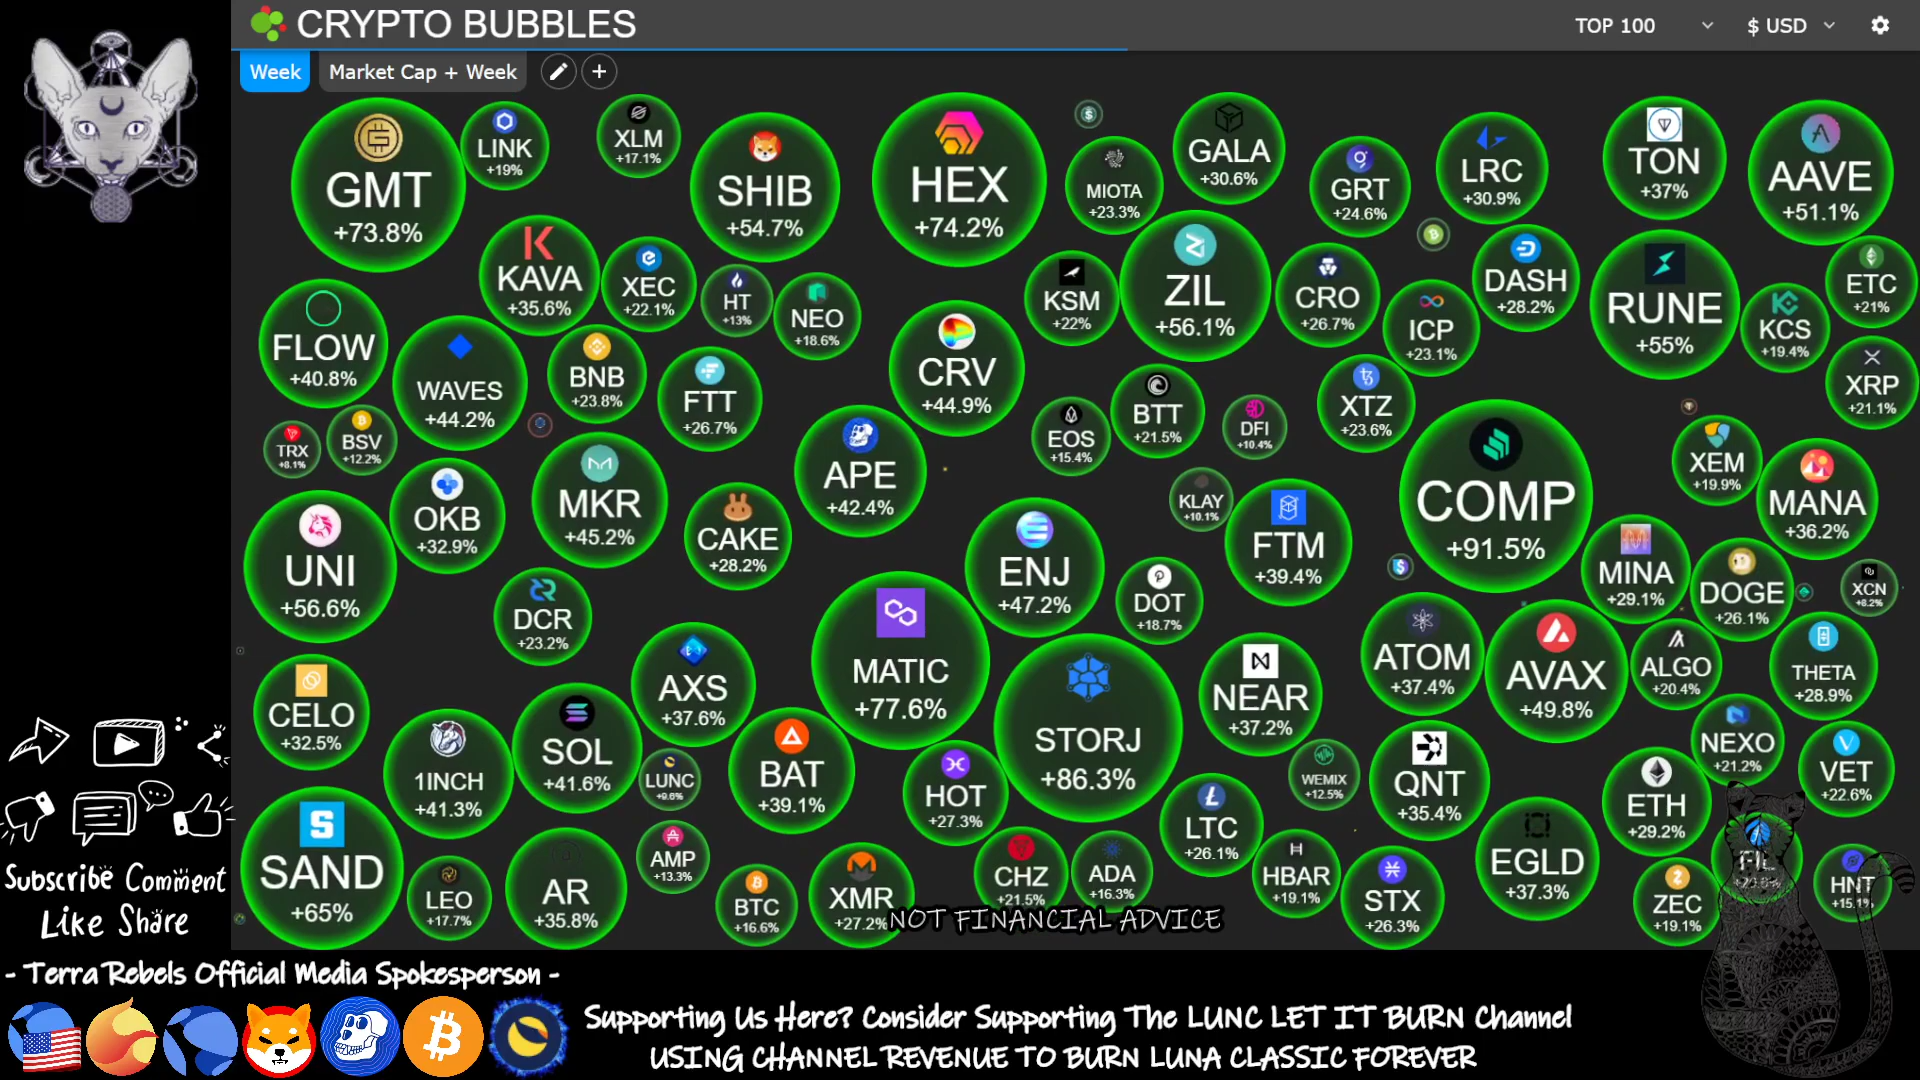 CRYPTO BUBBLES
TOP 100
$ USD
Week
Market Cap + Week
GMT
+73.8%
LINK
+19%
XLM
+17.1%
SHIB
+54.7%
HEX
+74.2%
MIOTA
+23.3%
GALA
+30.6%
GRT
+24.6%
LRC
+30.9%
TON
+37%
AAVE
+51.1%
KAVA
+35.6%
XEC
+22.1%
HT
+13%
NEO
+18.6%
KSM
+22%
ZIL
+56.1%
CRO
+26.7%
ICP
+23.1%
DASH
+28.2%
RUNE
+55%
KCS
+19.4%
ETC
+21%
FLOW
+40.8%
WAVES
+44.2%
BNB
+23.8%
FTT
+26.7%
CRV
+44.9%
BTT
+21.5%
XTZ
+23.6%
XRP
+21.1%
TRX
+8.1%
BSV
+12.2%
APE
+42.4%
EOS
+15.4%
DFI
+10.4%
COMP
+91.5%
XEM
+19.9%
MANA
+36.2%
UNI
+56.6%
OKB
+32.9%
MKR
+45.2%
CAKE
+28.2%
ENJ
+47.2%
KLAY
+10.1%
FTM
+39.4%
MINA
+29.1%
DOGE
+26.1%
XCN
+8.2%
DCR
+23.2%
MATIC
+77.6%
DOT
+18.7%
ATOM
+37.4%
AVAX
+49.8%
ALGO
+20.4%
THETA
+28.9%
CELO
+32.5%
1INCH
+41.3%
SOL
+41.6%
AXS
+37.6%
LUNC
+9.6%
BAT
+39.1%
HOT
+27.3%
STORJ
+86.3%
NEAR
+37.2%
WEMIX
+12.5%
QNT
+35.4%
NEXO
+21.2%
VET
+22.6%
SAND
+65%
LEO
+17.7%
AR
+35.8%
AMP
+13.3%
BTC
+16.6%
XMR
+27.2%
CHZ
+21.5%
ADA
+16.3%
LTC
+26.1%
HBAR
+19.1%
STX
+26.3%
EGLD
+37.3%
ETH
+29.2%
ZEC
+19.1%
FIL
HNT
+15.1%
NOT FINANCIAL ADVICE
Subscribe Comment
Like Share
- Terra Rebels Official Media Spokesperson -
Supporting Us Here? Consider Supporting The LUNC LET IT BURN Channel
USING CHANNEL REVENUE TO BURN LUNA CLASSIC FOREVER